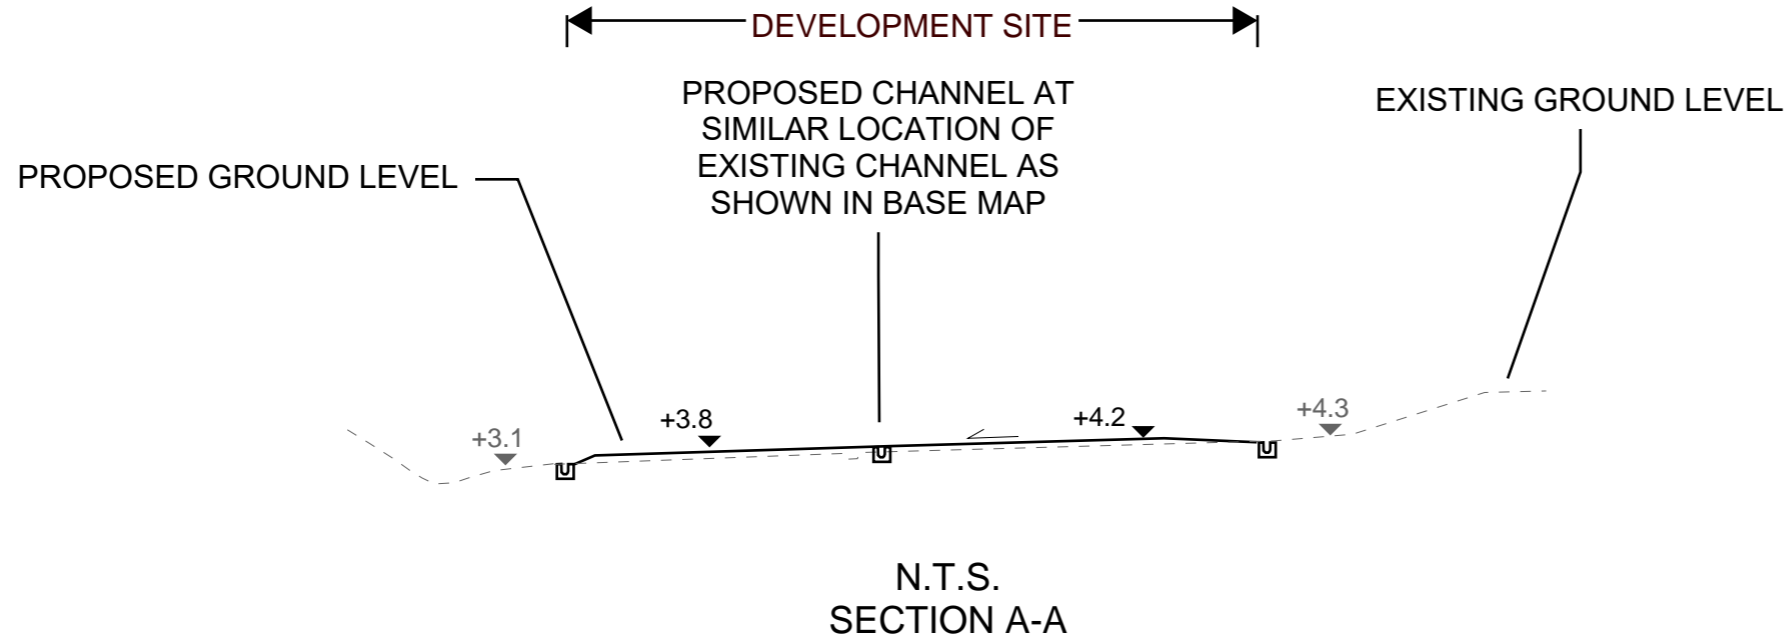 DEVELOPMENT SITE
PROPOSED CHANNEL AT
SIMILAR LOCATION OF
EXISTING CHANNEL AS
SHOWN IN BASE MAP
EXISTING GROUND LEVEL
PROPOSED GROUND LEVEL
+3.1
+3.8
+4.2
+4.3
N.T.S.
SECTION A-A